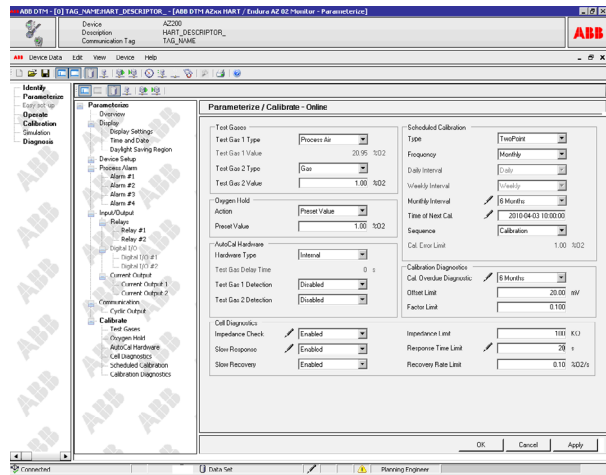 ABB DTM - [0] TAG_NAME:HART_DESCRIPTOR_ - [ABB DTM AZxx HART / Endura AZ 02 Monitor - Parameterize]
Device AZ200
Description HART_DESCRIPTOR_
Communication Tag TAG_NAME
ABB
ABB Device Data Edit View Device Help
Identify
Parameterize
Easy set up
Operate
Calibration
Simulation
Diagnosis
Parameterize
Overview
Display
Display Settings
Time and Date
Daylight Saving Region
Device Setup
Process Alarm
Alarm #1
Alarm #2
Alarm #3
Alarm #4
Input/Output
Relays
Relay #1
Relay #2
Digital I/O
Digital I/O #1
Digital I/O #2
Current Output
Current Output 1
Current Output 2
Communication
Cyclic Output
Calibrate
Test Gases
Oxygen Hold
AutoCal Hardware
Cell Diagnostics
Scheduled Calibration
Calibration Diagnostics
Parameterize / Calibrate - Online
Test Gases
Test Gas 1 Type Process Air
Test Gas 1 Value 20.95 %O2
Test Gas 2 Type Gas
Test Gas 2 Value 1.00 %O2
Oxygen Hold
Action Preset Value
Preset Value 1.00 %O2
AutoCal Hardware
Hardware Type Internal
Test Gas Delay Time 0 s
Test Gas 1 Detection Disabled
Test Gas 2 Detection Disabled
Scheduled Calibration
Type TwoPoint
Frequency Monthly
Daily Interval Daily
Weekly Interval Weekly
Monthly Interval 6 Months
Time of Next Cal. 2010-04-03 10:00:00
Sequence Calibration
Cal. Error Limit 1.00 %O2
Calibration Diagnostics
Cal. Overdue Diagnostic 6 Months
Offset Limit 20.00 mV
Factor Limit 0.100
Cell Diagnostics
Impedance Check Enabled Impedance Limit 100 KΩ
Slow Response Enabled Response Time Limit 20 s
Slow Recovery Enabled Recovery Rate Limit 0.10 %O2/s
OK Cancel Apply
Connected Data Set Planning Engineer